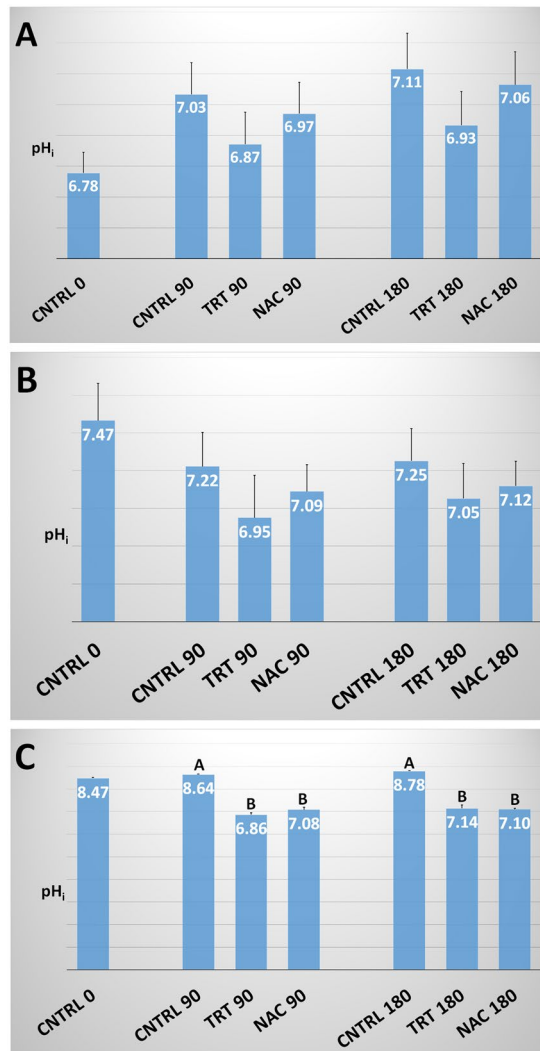 A
pHi
6.78
7.03
6.87
6.97
7.11
6.93
7.06
CNTRL 0
CNTRL 90
TRT 90
NAC 90
CNTRL 180
TRT 180
NAC 180
B
pHi
7.47
7.22
6.95
7.09
7.25
7.05
7.12
CNTRL 0
CNTRL 90
TRT 90
NAC 90
CNTRL 180
TRT 180
NAC 180
C
pHi
A
B
B
A
B
B
8.47
8.64
6.86
7.08
8.78
7.14
7.10
CNTRL 0
CNTRL 90
TRT 90
NAC 90
CNTRL 180
TRT 180
NAC 180